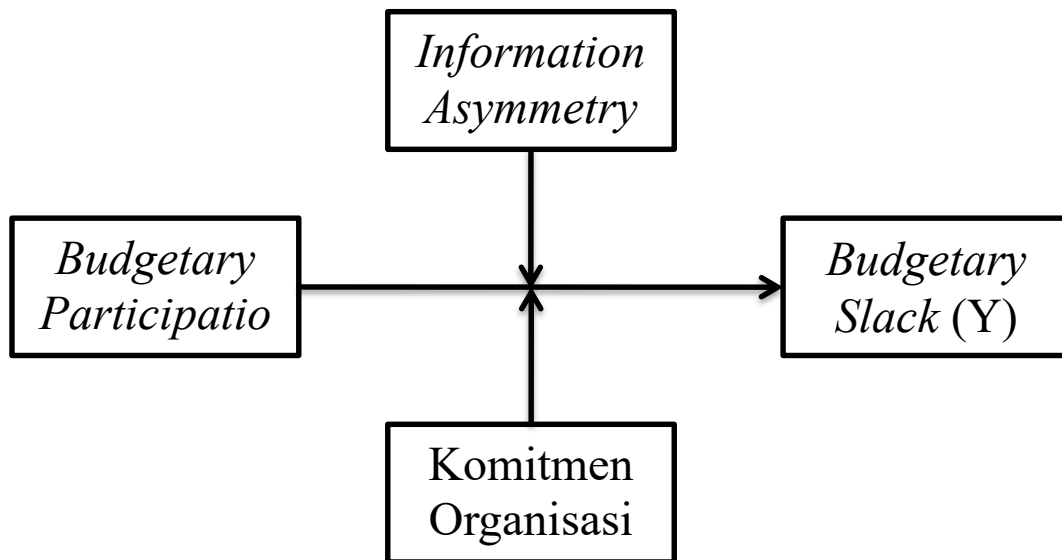 Information
Asymmetry
Budgetary
Participatio
Budgetary
Slack (Y)
Komitmen
Organisasi